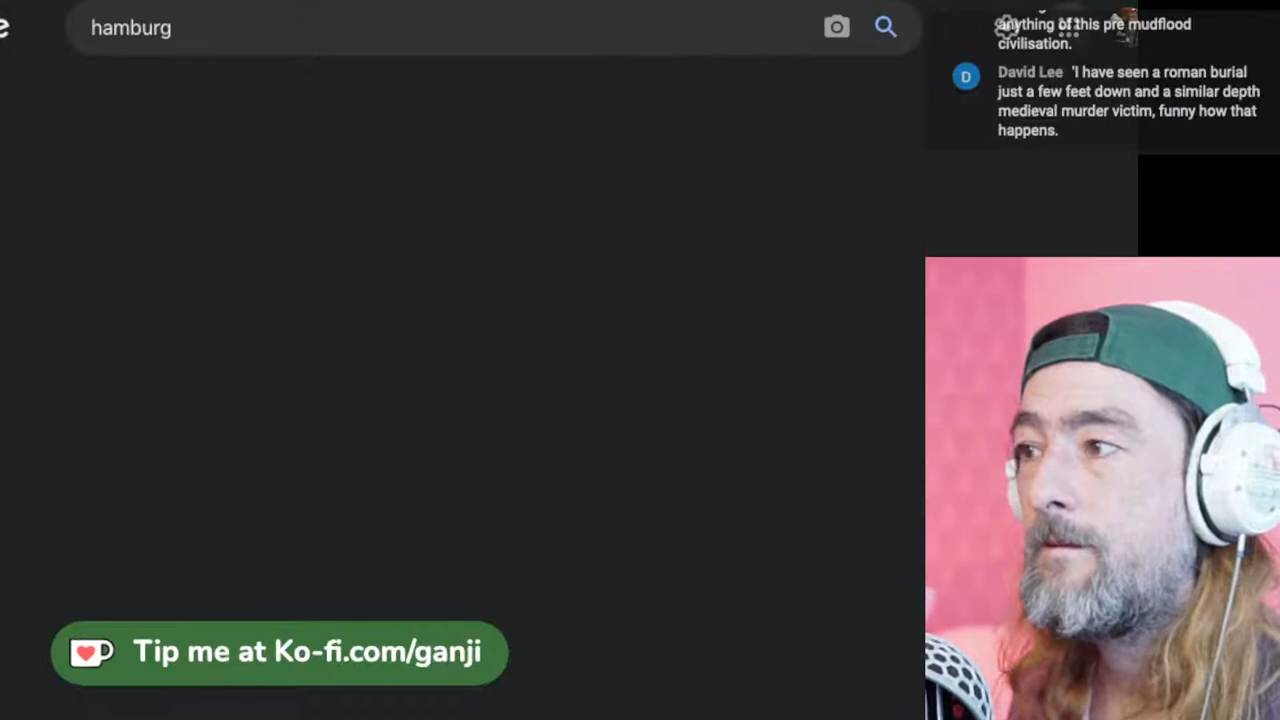 e
hamburg
anything of this pre mudflood
civilisation.
D
David Lee 'I have seen a roman burial
just a few feet down and a similar depth
medieval murder victim, funny how that
happens.
Tip me at Ko-fi.com/ganji